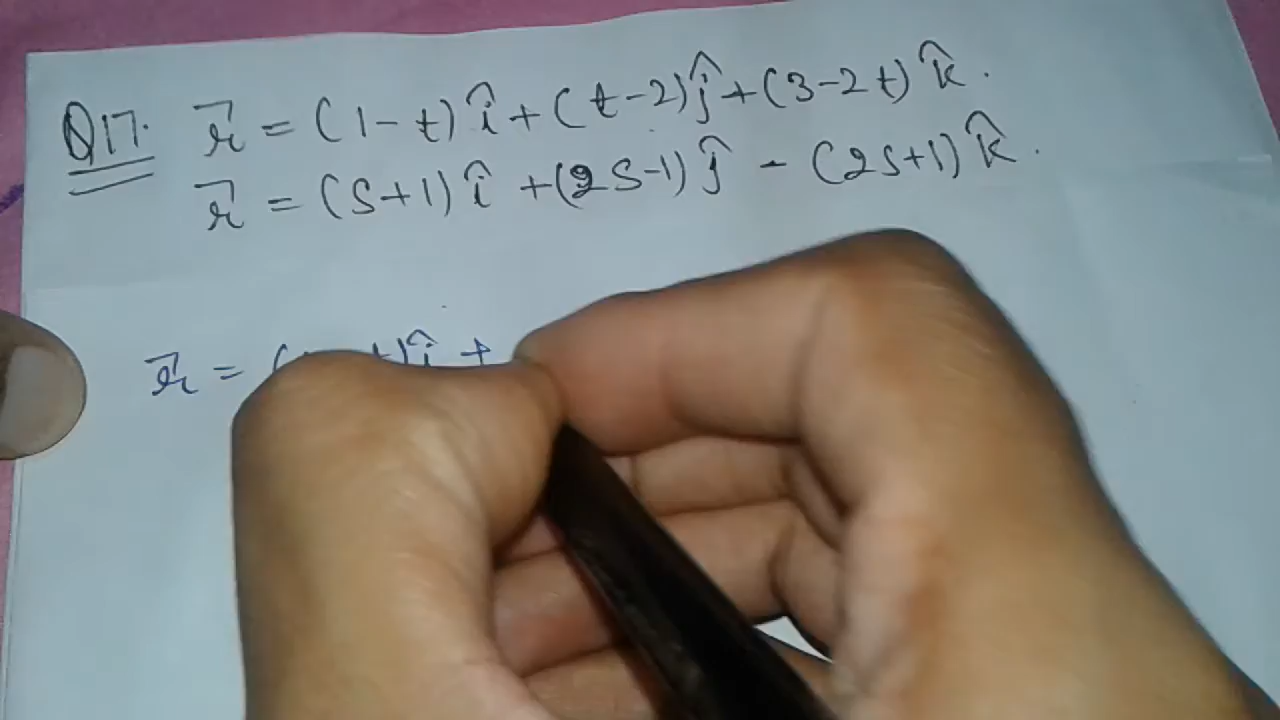 Q17. r⃗ = (1-t)î + (t-2)ĵ + (3-2t) k̂.
r⃗ = (S+1) î + (2S-1) ĵ - (2S+1) k̂.
r⃗ = ( t) î +